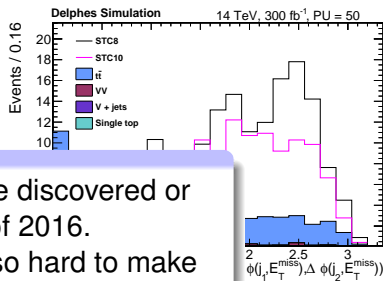 Delphes Simulation 14 TeV, 300 fb⁻¹, PU = 50
Events / 0.16
20
18
16
14
12
10
STC8
STC10
tt̄
VV
V + jets
Single top
e discovered or
of 2016.
so hard to make
2 2.5 3
ϕ(j₁,E_T^miss),Δ ϕ(j₂,E_T^miss))